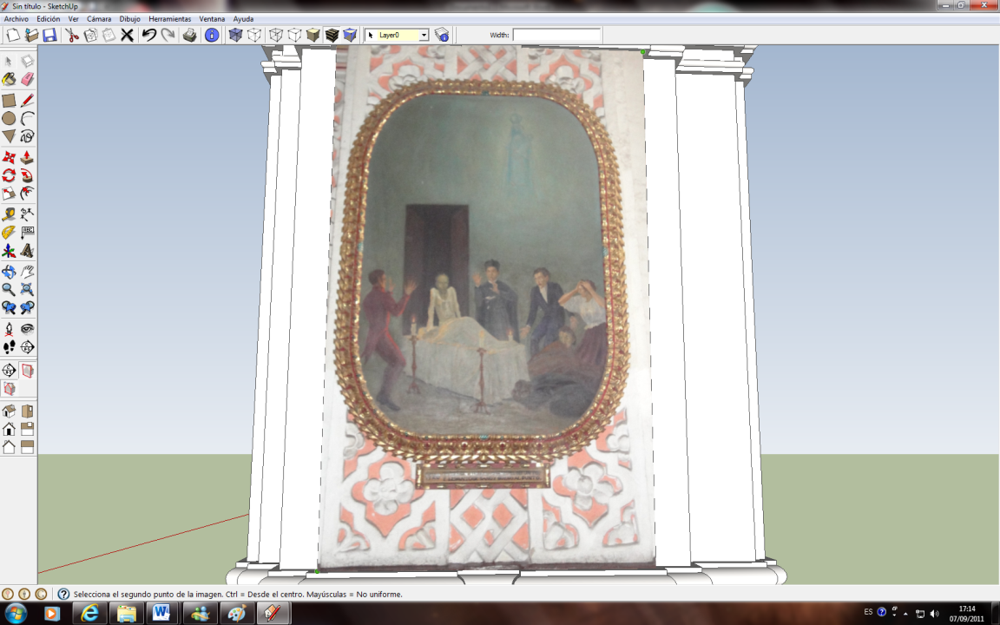 Sin título - SketchUp
Archivo Edición Ver Cámara Dibujo Herramientas Ventana Ayuda
Layer0
Width:
ABC
Selecciona el segundo punto de la imagen. Ctrl = Desde el centro. Mayúsculas = No uniforme.
ES
17:14
07/09/2011